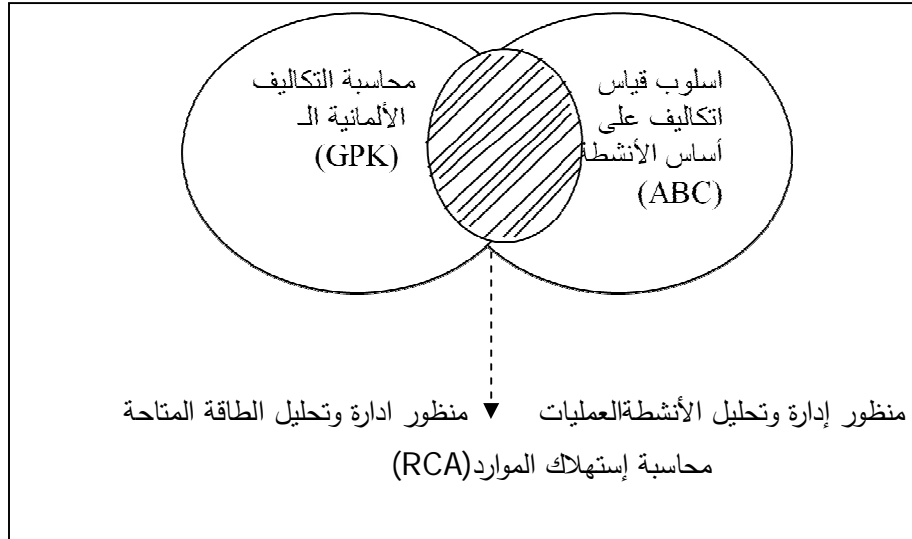 اسلوب قياس
اتكاليف على
أساس الأنشطة
(ABC)
محاسبة التكاليف
الألمانية الـ
(GPK)
منظور إدارة وتحليل الأنشطةالعمليات
منظور ادارة وتحليل الطاقة المتاحة
محاسبة إستهلاك الموارد(RCA)